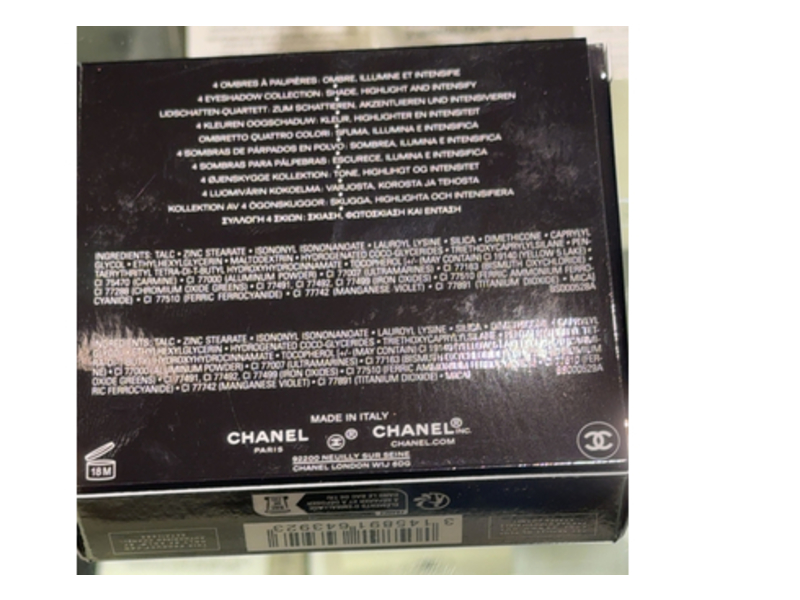 4 OMBRES À PAUPIÈRES: OMBRE, ILLUMINE ET INTENSIFIE
4 EYESHADOW COLLECTION: SHADE, HIGHLIGHT AND INTENSIFY
LIDSCHATTEN-QUARTETT: ZUM SCHATTIEREN, AKZENTUIEREN UND INTENSIVIEREN
4 KLEUREN OOGSCHADUW: KLEUR, HIGHLIGHTER EN INTENSITEIT
OMBRETTO QUATTRO COLORI: SFUMA, ILLUMINA E INTENSIFICA
4 SOMBRAS DE PÁRPADOS EN POLVO: SOMBREA, ILUMINA E INTENSIFICA
4 SOMBRAS PARA PÁLPEBRAS: ESCURECE, ILUMINA E INTENSIFICA
4 ØJENSKYGGE KOLLEKTION: TONE, HIGHLIHGT OG INTENSITET
4 LUOMIVÄRIN KOKOELMA: VARJOSTA, KOROSTA JA TEHOSTA
KOLLEKTION AV 4 ÖGONSKUGGOR: SKUGGA, HIGHLIGHTA OCH INTENSIFIERA
ΣΥΛΛΟΓΗ 4 ΣΚΙΩΝ: ΣΚΙΑΣΗ, ΦΩΤΟΣΚΙΑΣΗ ΚΑΙ ΕΝΤΑΣΗ
INGREDIENTS: TALC • ZINC STEARATE • ISONONYL ISONONANOATE • LAUROYL LYSINE • SILICA • DIMETHICONE • CAPRYLYL
GLYCOL • ETHYLHEXYLGLYCERIN • MALTODEXTRIN • HYDROGENATED COCO-GLYCERIDES • TRIETHOXYCAPRYLYLSILANE • PEN-
TAERYTHRITYL TETRA-DI-T-BUTYL HYDROXYHYDROCINNAMATE • TOCOPHEROL [+/- (MAY CONTAIN) CI 19140 (YELLOW 5 LAKE) •
CI 75470 (CARMINE) • CI 77000 (ALUMINUM POWDER) • CI 77007 (ULTRAMARINES) • CI 77163 (BISMUTH OXYCHLORIDE) •
CI 77288 (CHROMIUM OXIDE GREENS) • CI 77491, CI 77492, CI 77499 (IRON OXIDES) • CI 77510 (FERRIC AMMONIUM FERRO-
CYANIDE) • CI 77510 (FERRIC FERROCYANIDE) • CI 77742 (MANGANESE VIOLET) • CI 77891 (TITANIUM DIOXIDE) • MICA]
INGREDIENTS: TALC • ZINC STEARATE • ISONONYL ISONONANOATE • LAUROYL LYSINE • SILICA • DIMETHICONE • CAPRYLYL
GLYCOL • ETHYLHEXYLGLYCERIN • MALTODEXTRIN • HYDROGENATED COCO-GLYCERIDES • TRIETHOXYCAPRYLYLSILANE
HYDROXYHYDROCINNAMATE • TOCOPHEROL [+/- (MAY CONTAIN) CI
• CI 77000 (ALUMINUM POWDER) • CI 77007 (ULTRAMARINES) • CI 77163
OXIDE GREENS) • CI 77491, CI 77492, CI 77499 (IRON OXIDES) • CI 77510 (FERRIC AMMONIUM
RIC FERROCYANIDE) • CI 77742 (MANGANESE VIOLET) • CI 77891 (TITANIUM DIOXIDE) • MICA]
MADE IN ITALY
CHANEL ® CHANEL® INC.
PARIS CHANEL.COM
92200 NEUILLY SUR SEINE
CHANEL LONDON W1J 6DG
18 M
3 145891 643923